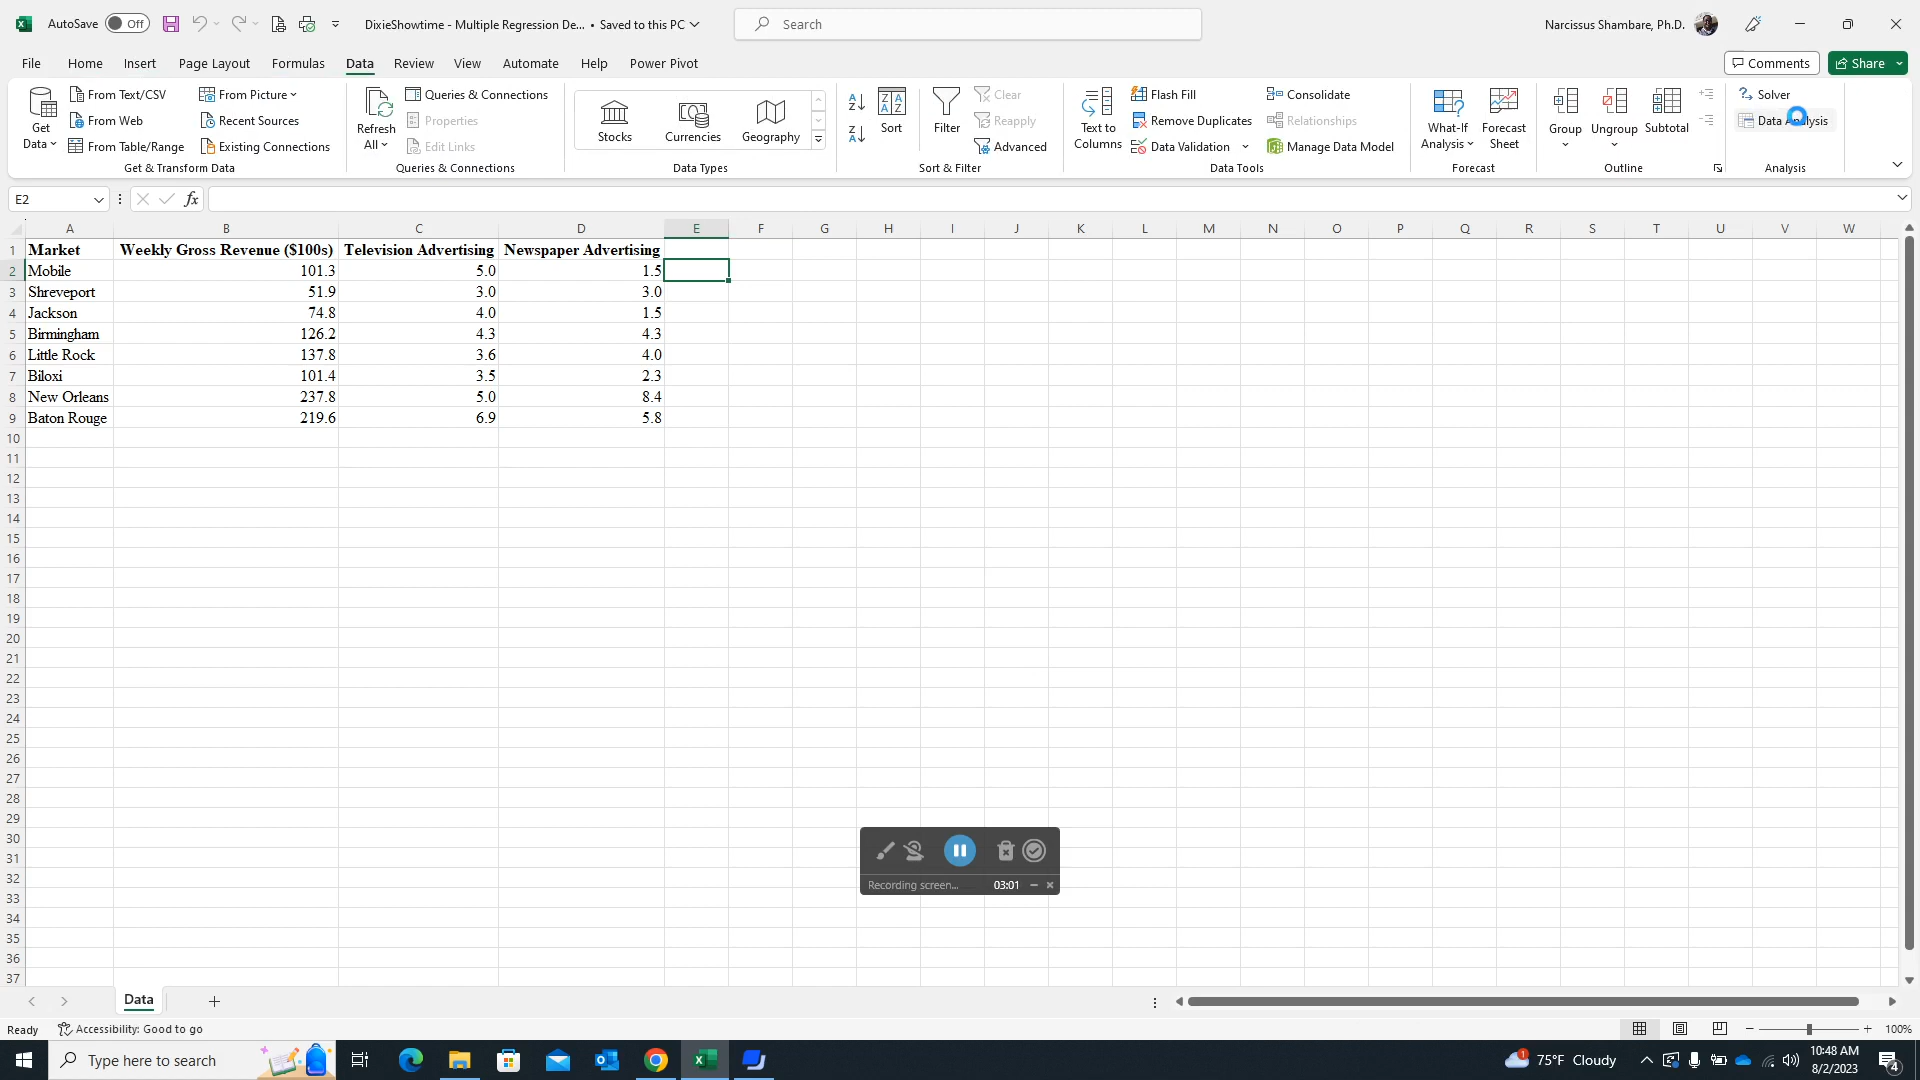 AutoSave Off DixieShowtime - Multiple Regression De... • Saved to this PC Search Narcissus Shambare, Ph.D.
File Home Insert Page Layout Formulas Data Review View Automate Help Power Pivot Comments Share
Get Data
From Text/CSV
From Web
From Table/Range
From Picture
Recent Sources
Existing Connections
Get & Transform Data
Refresh All
Queries & Connections
Properties
Edit Links
Queries & Connections
Stocks Currencies Geography
Data Types
Sort
Filter
Clear
Reapply
Advanced
Sort & Filter
Text to Columns
Flash Fill
Remove Duplicates
Data Validation
Consolidate
Relationships
Manage Data Model
Data Tools
What-If Analysis
Forecast Sheet
Forecast
Group Ungroup Subtotal
Outline
Solver
Data Analysis
Analysis
E2 fx
A B C D E F G H I J K L M N O P Q R S T U V W
1 Market Weekly Gross Revenue ($100s) Television Advertising Newspaper Advertising
2 Mobile 101.3 5.0 1.5
3 Shreveport 51.9 3.0 3.0
4 Jackson 74.8 4.0 1.5
5 Birmingham 126.2 4.3 4.3
6 Little Rock 137.8 3.6 4.0
7 Biloxi 101.4 3.5 2.3
8 New Orleans 237.8 5.0 8.4
9 Baton Rouge 219.6 6.9 5.8
10
11
12
13
14
15
16
17
18
19
20
21
22
23
24
25
26
27
28
29
30
31
32
33
34
35
36
37
Recording screen... 03:01
Data
Ready Accessibility: Good to go 100%
Type here to search 75°F Cloudy 10:48 AM
8/2/2023 4